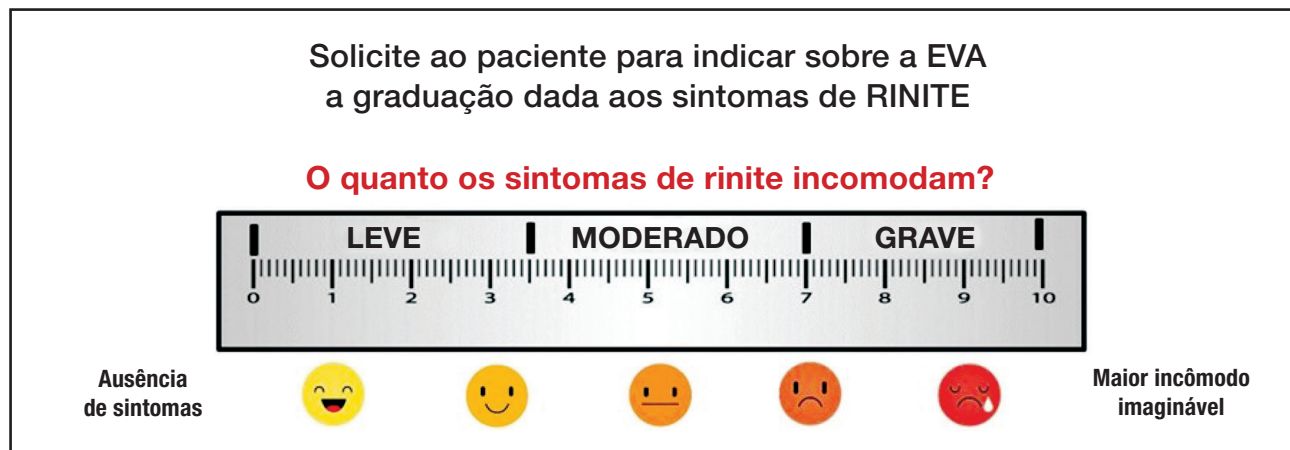 Solicite ao paciente para indicar sobre a EVA
a graduação dada aos sintomas de RINITE
O quanto os sintomas de rinite incomodam?
LEVE MODERADO GRAVE
0 1 2 3 4 5 6 7 8 9 10
Ausência
de sintomas
Maior incômodo
imaginável